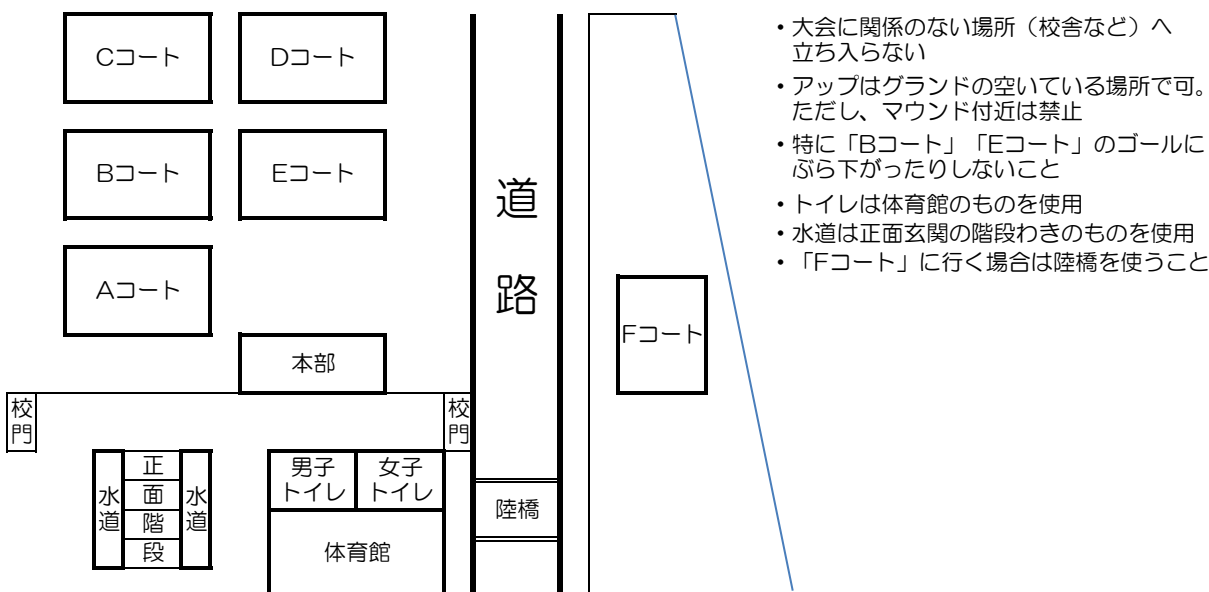 Cコート
Dコート
Bコート
Eコート
Aコート
本部
校門
校門
道路
Fコート
正面階段
水道
水道
男子
トイレ
女子
トイレ
体育館
陸橋
・大会に関係のない場所(校舎など)へ
立ち入らない
・アップはグランドの空いている場所で可。
ただし、マウンド付近は禁止
・特に「Bコート」「Eコート」のゴールに
ぶら下がったりしないこと
・トイレは体育館のものを使用
・水道は正面玄関の階段わきのものを使用
・「Fコート」に行く場合は陸橋を使うこと